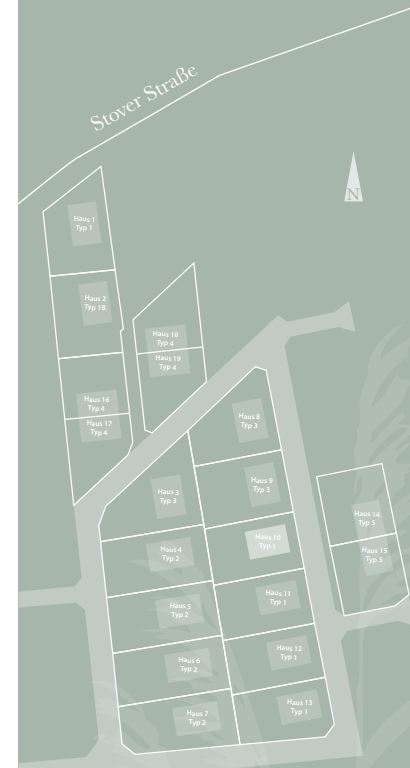 Stover Straße
N
Haus 1
Typ 1
Haus 2
Typ 1B
Haus 18
Typ 4
Haus 19
Typ 4
Haus 16
Typ 4
Haus 17
Typ 4
Haus 8
Typ 3
Haus 9
Typ 3
Haus 3
Typ 3
Haus 10
Typ 1
Haus 14
Typ 5
Haus 15
Typ 5
Haus 4
Typ 2
Haus 11
Typ 1
Haus 5
Typ 2
Haus 12
Typ 1
Haus 6
Typ 2
Haus 13
Typ 1
Haus 7
Typ 2